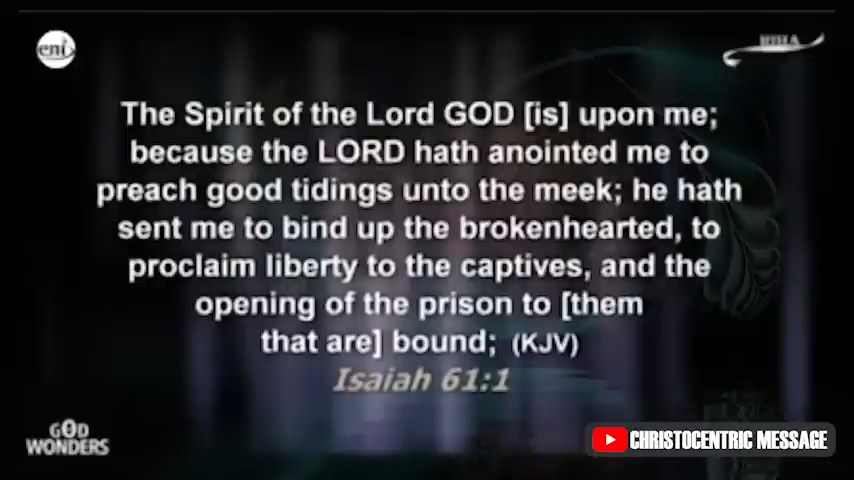 eni
The Spirit of the Lord GOD [is] upon me;
because the LORD hath anointed me to
preach good tidings unto the meek; he hath
sent me to bind up the brokenhearted, to
proclaim liberty to the captives, and the
opening of the prison to [them
that are] bound; (KJV)
Isaiah 61:1
GOD
WONDERS
CHRISTOCENTRIC MESSAGE